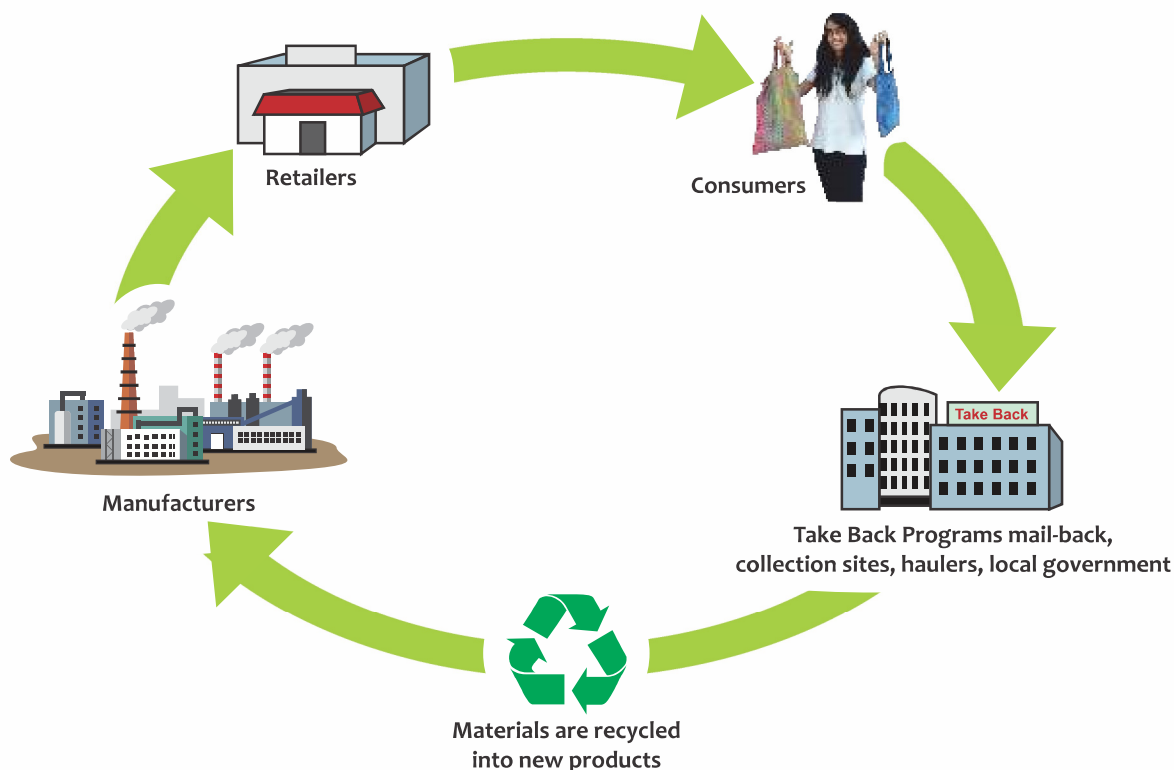 Retailers
Consumers
Take Back
Manufacturers
Take Back Programs mail-back,
collection sites, haulers, local government
Materials are recycled
into new products